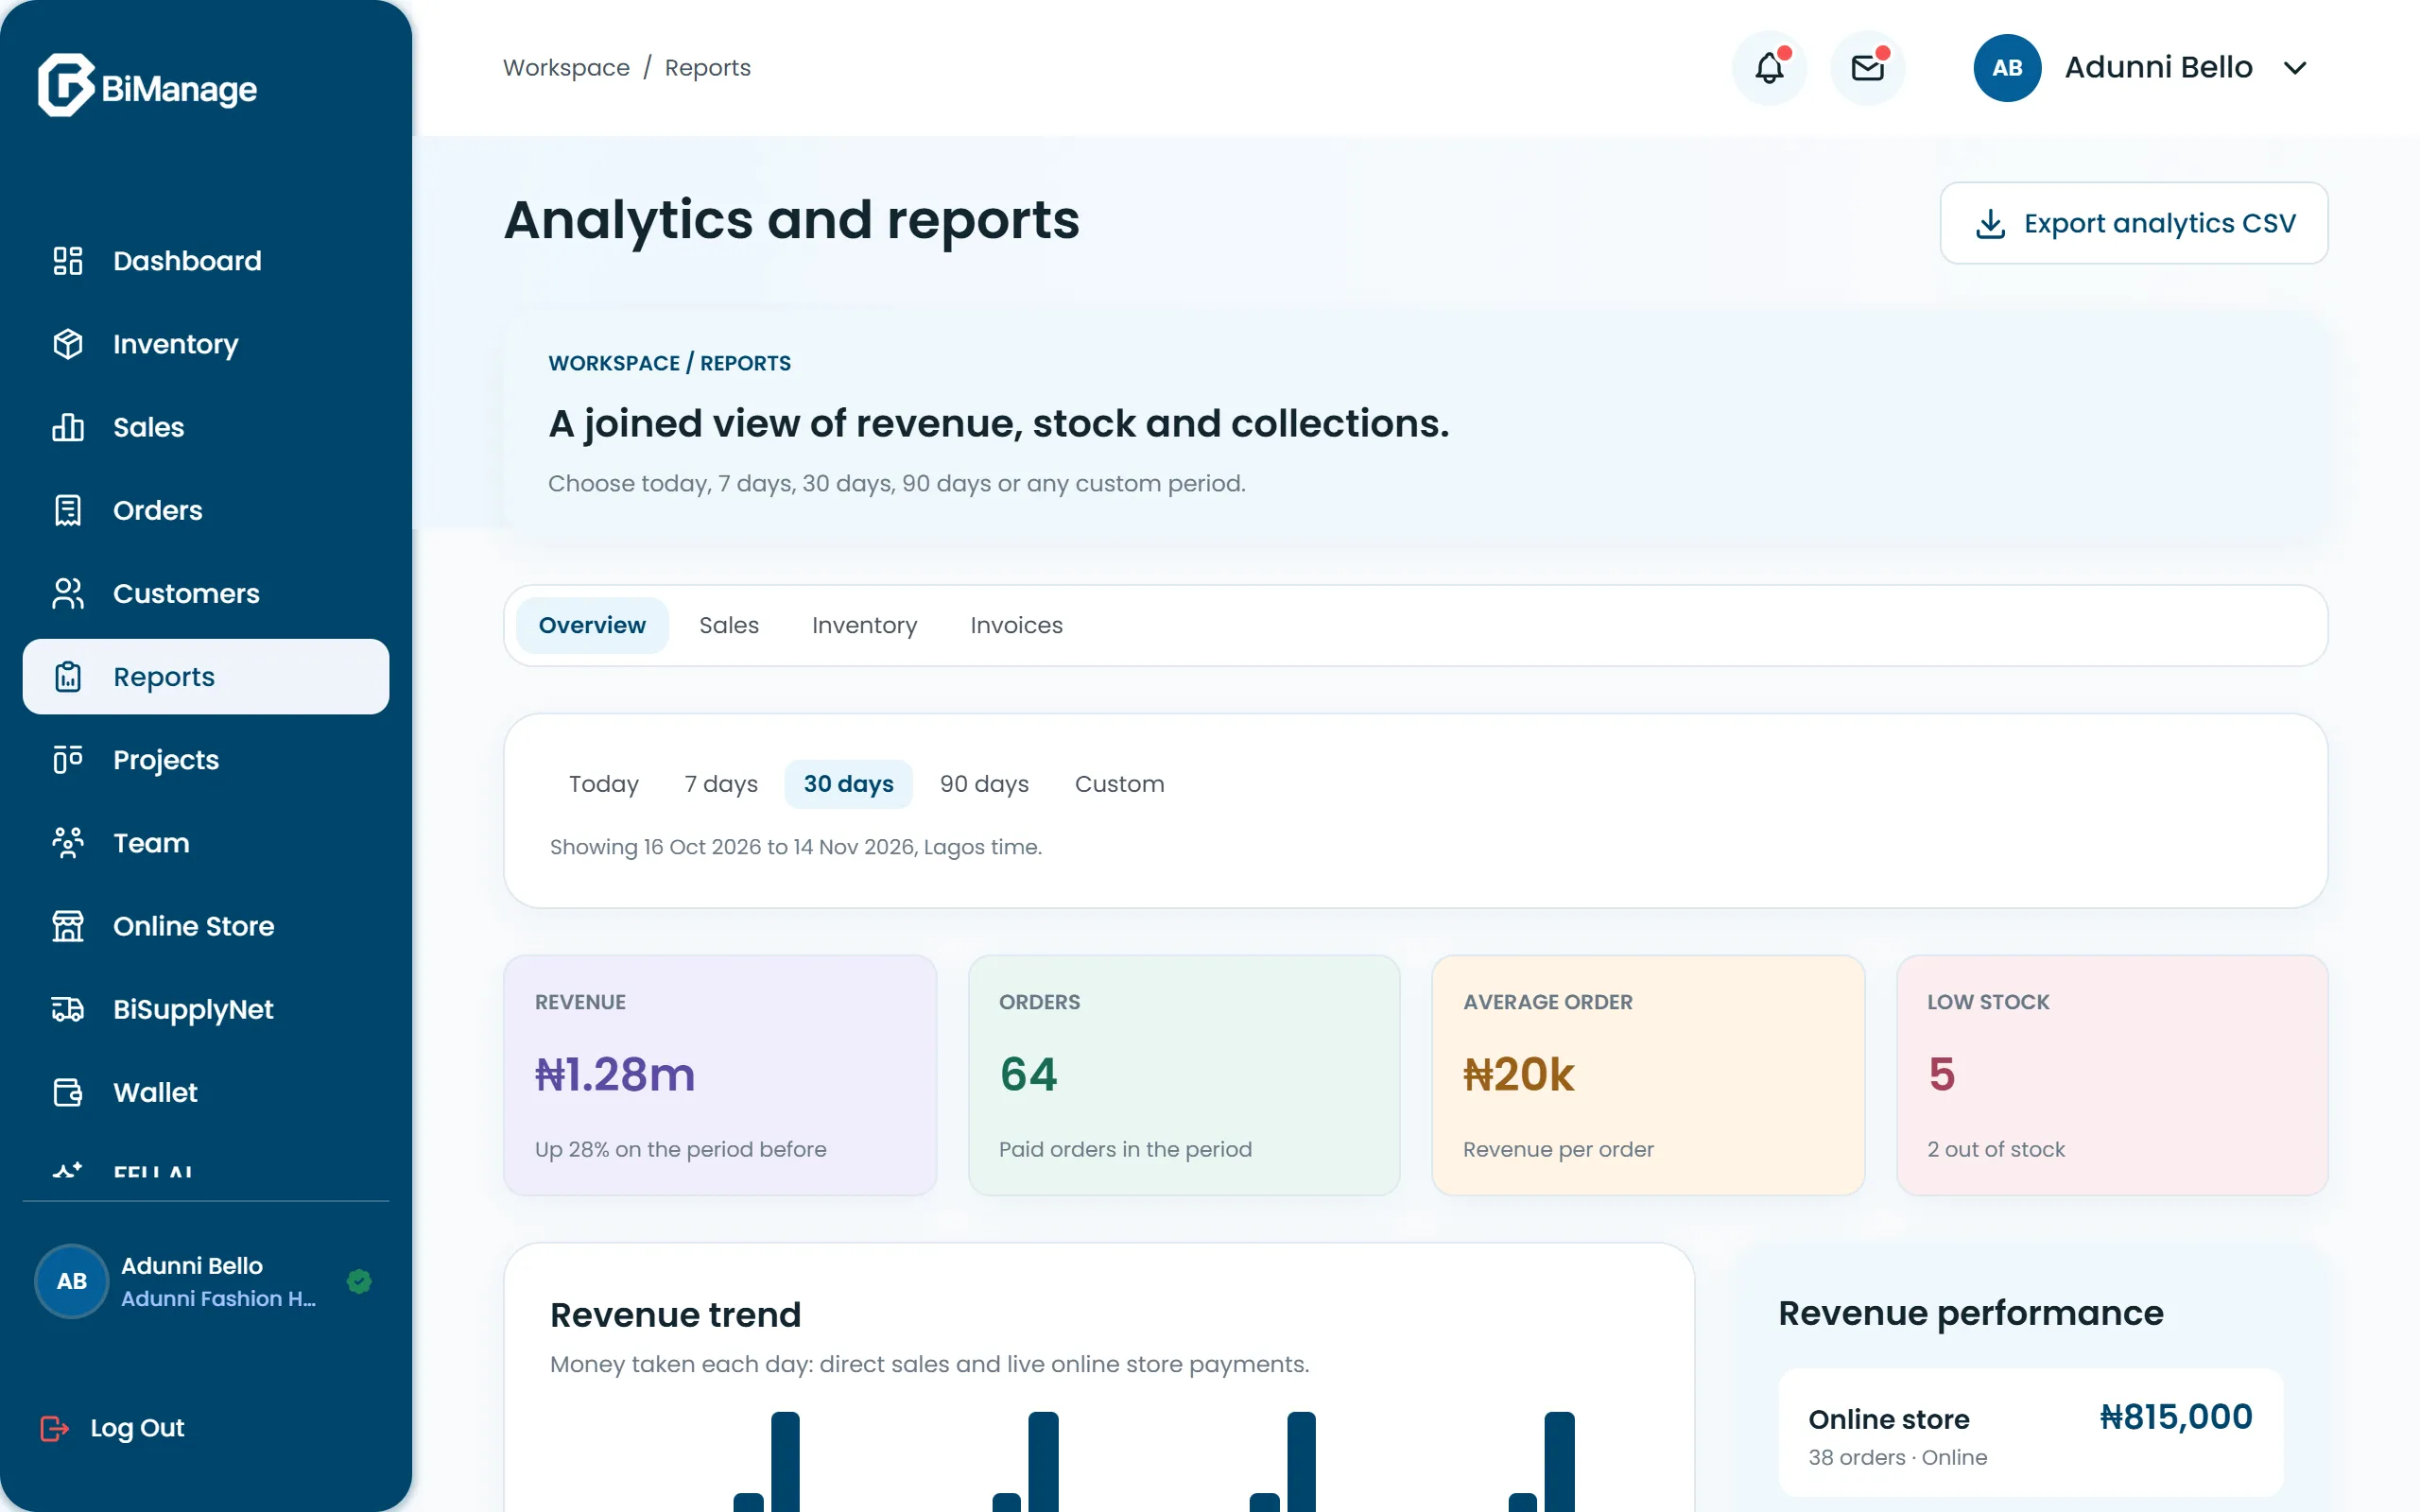 BiManage
Dashboard
Inventory
Sales
Orders
Customers
Reports
Projects
Team
Online Store
BiSupplyNet
Wallet
AB
Adunni Bello
Adunni Fashion H...
Log Out
Workspace / Reports
AB Adunni Bello
Analytics and reports
Export analytics CSV
WORKSPACE / REPORTS
A joined view of revenue, stock and collections.
Choose today, 7 days, 30 days, 90 days or any custom period.
Overview Sales Inventory Invoices
Today 7 days 30 days 90 days Custom
Showing 16 Oct 2026 to 14 Nov 2026, Lagos time.
REVENUE
₦1.28m
Up 28% on the period before
ORDERS
64
Paid orders in the period
AVERAGE ORDER
₦20k
Revenue per order
LOW STOCK
5
2 out of stock
Revenue trend
Money taken each day: direct sales and live online store payments.
Revenue performance
Online store ₦815,000
38 orders · Online